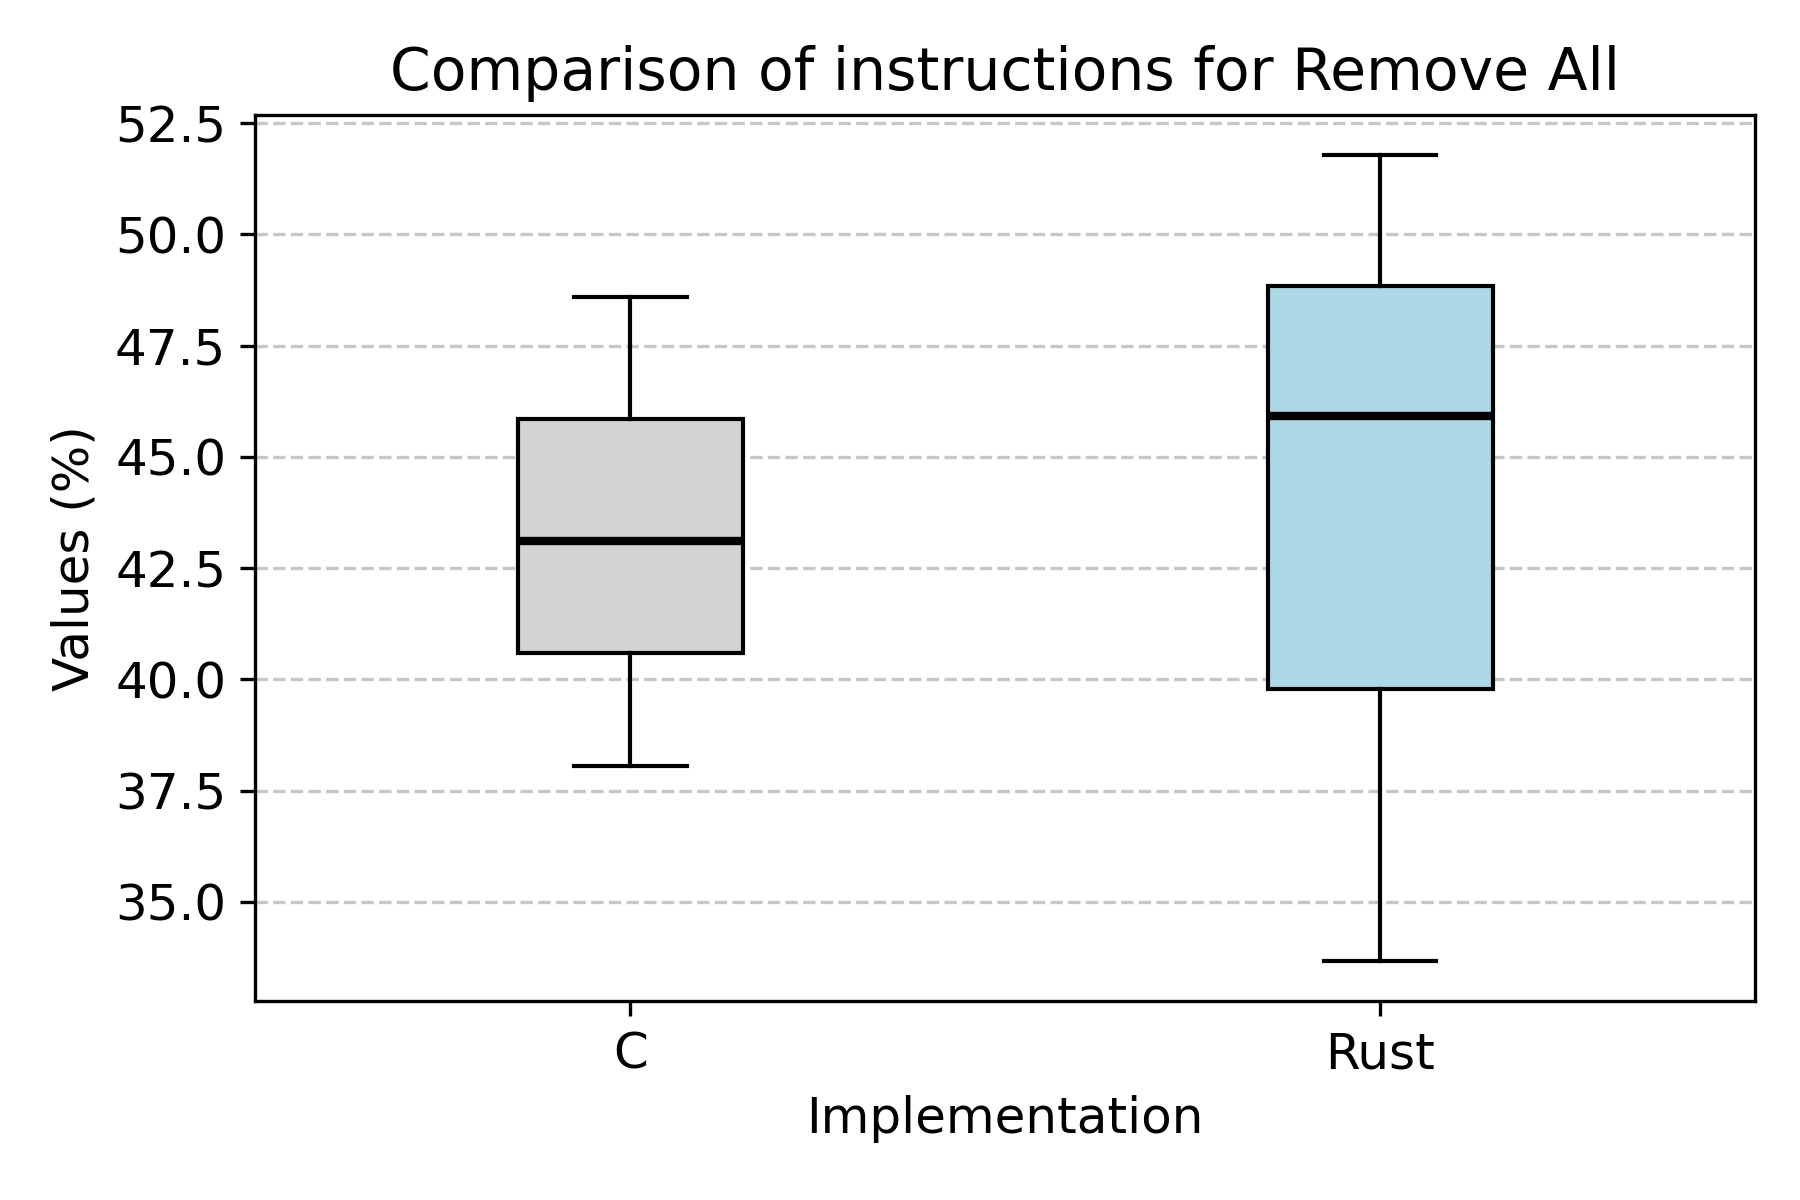 Comparison of instructions for Remove All
52.5
50.0
47.5
45.0
42.5
40.0
37.5
35.0
Values (%)
C
Rust
Implementation